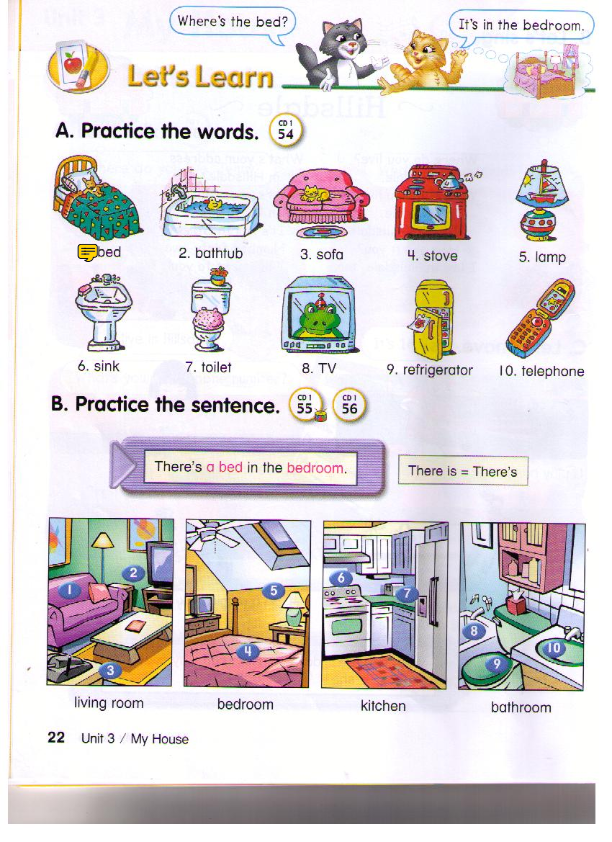 Where's the bed?
It's in the bedroom.
Let's Learn
A. Practice the words.
CD 1
54
bed
2. bathtub
3. sofa
4. stove
5. lamp
6. sink
7. toilet
8. TV
9. refrigerator
10. telephone
B. Practice the sentence.
CD 1
55
CD 1
56
There's a bed in the bedroom.
There is = There's
1
2
3
4
5
6
7
8
9
10
living room
bedroom
kitchen
bathroom
22 Unit 3 / My House